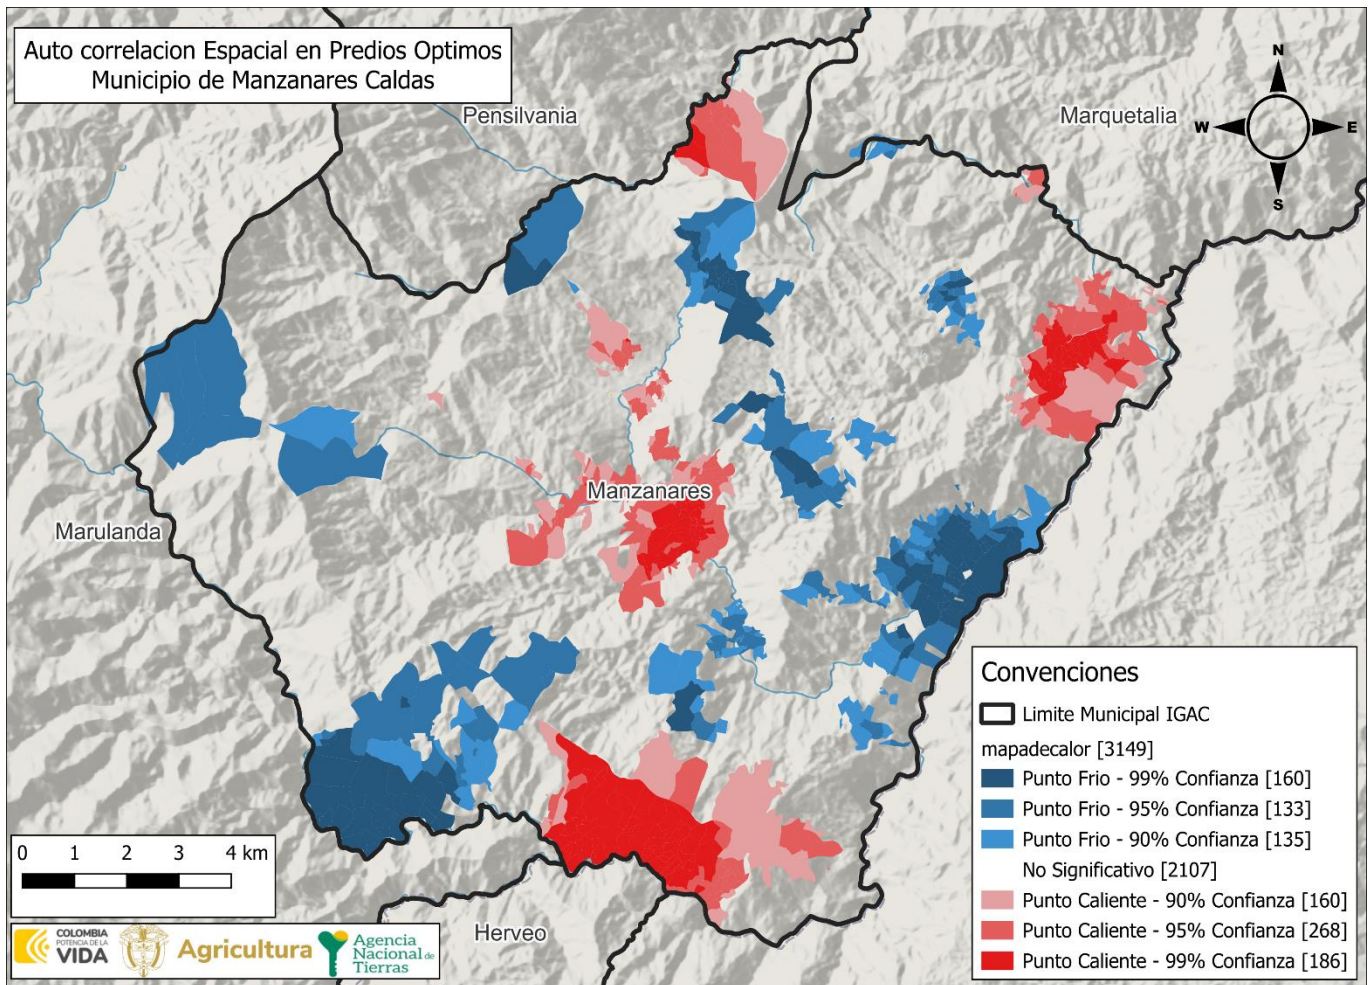 Auto correlacion Espacial en Predios Optimos
Municipio de Manzanares Caldas
Pensilvania
Marquetalia
N
W
E
S
Manzanares
Marulanda
Herveo
Convenciones
Limite Municipal IGAC
mapadecalor [3149]
Punto Frio - 99% Confianza [160]
Punto Frio - 95% Confianza [133]
Punto Frio - 90% Confianza [135]
No Significativo [2107]
Punto Caliente - 90% Confianza [160]
Punto Caliente - 95% Confianza [268]
Punto Caliente - 99% Confianza [186]
0 1 2 3 4 km
COLOMBIA
POTENCIA DE LA
VIDA
Agricultura
Agencia
Nacional de
Tierras